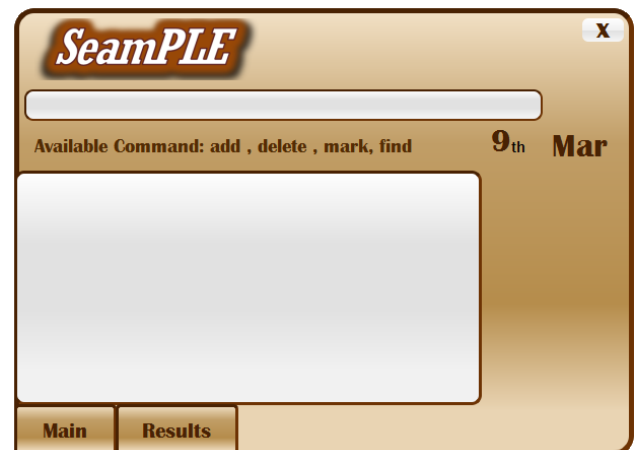 SeamPLE
X
Available Command: add , delete , mark, find
9th Mar
Main Results